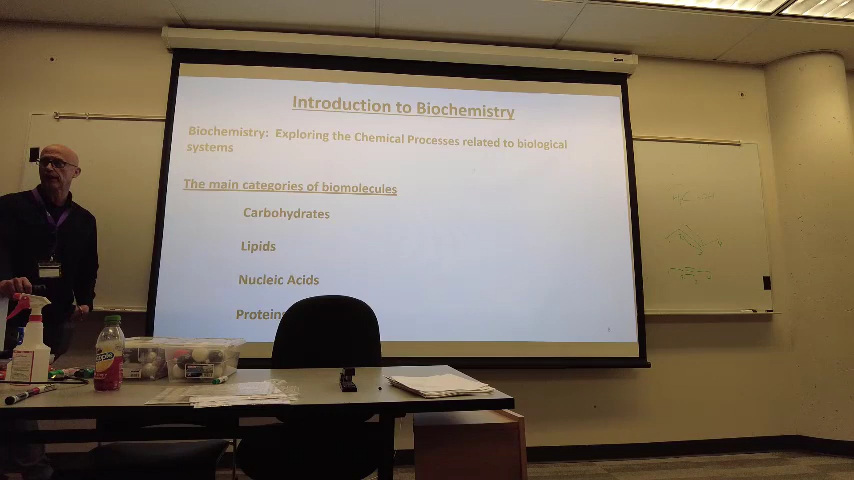 Introduction to Biochemistry
Biochemistry: Exploring the Chemical Processes related to biological
systems
The main categories of biomolecules
Carbohydrates
Lipids
Nucleic Acids
Proteins